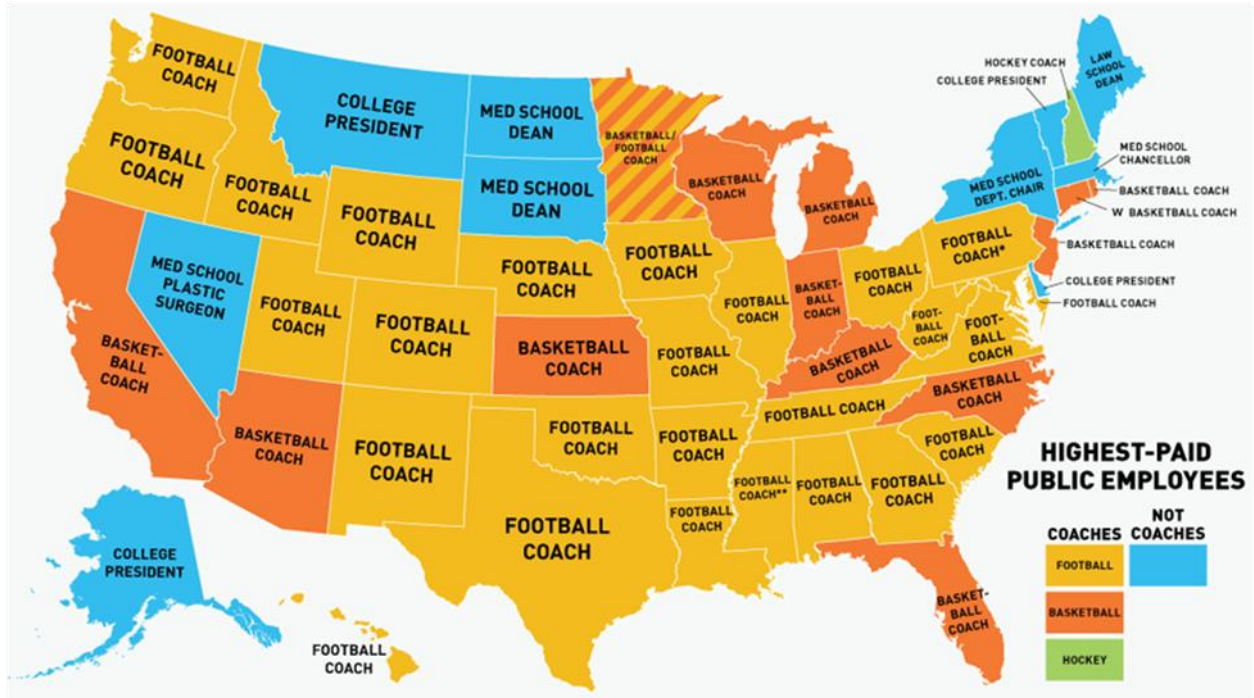 FOOTBALL
COACH
FOOTBALL
COACH
FOOTBALL
COACH
COLLEGE
PRESIDENT
MED SCHOOL
DEAN
MED SCHOOL
DEAN
BASKETBALL/
FOOTBALL
COACH
BASKETBALL
COACH
BASKETBALL
COACH
HOCKEY COACH
COLLEGE PRESIDENT
LAW
SCHOOL
DEAN
MED SCHOOL
CHANCELLOR
MED SCHOOL
DEPT. CHAIR
BASKETBALL COACH
W BASKETBALL COACH
BASKETBALL COACH
COLLEGE PRESIDENT
FOOTBALL COACH
FOOTBALL
COACH
FOOTBALL
COACH
FOOTBALL
COACH
FOOTBALL
COACH*
FOOTBALL
COACH
BASKET-
BALL
COACH
FOOTBALL
COACH
MED SCHOOL
PLASTIC
SURGEON
FOOTBALL
COACH
FOOTBALL
COACH
BASKETBALL
COACH
FOOTBALL
COACH
BASKETBALL
COACH
FOOT-
BALL
COACH
FOOT-
BALL
COACH
BASKET-
BALL
COACH
BASKETBALL
COACH
FOOTBALL
COACH
FOOTBALL
COACH
FOOTBALL
COACH
FOOTBALL COACH
BASKETBALL
COACH
FOOTBALL
COACH
FOOTBALL
COACH
FOOTBALL
COACH
FOOTBALL
COACH**
FOOTBALL
COACH
FOOTBALL
COACH
FOOTBALL
COACH
BASKET-
BALL
COACH
COLLEGE
PRESIDENT
FOOTBALL
COACH
HIGHEST-PAID
PUBLIC EMPLOYEES
COACHES
NOT
COACHES
FOOTBALL
BASKETBALL
HOCKEY